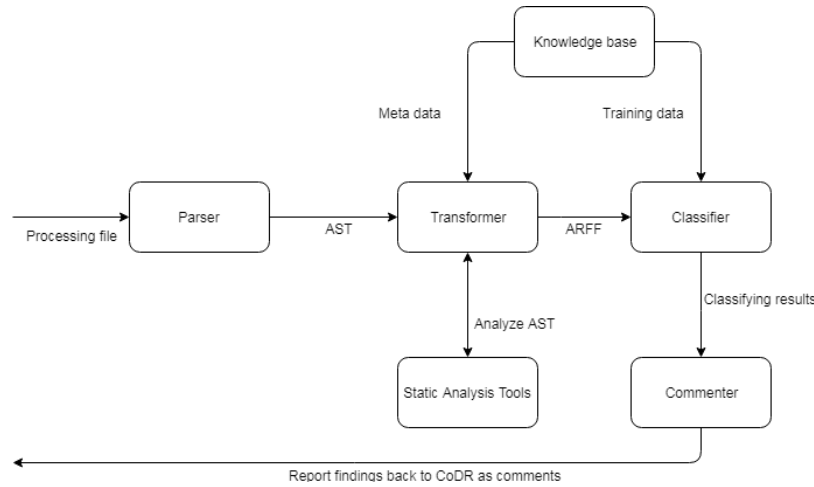 Knowledge base
Meta data
Training data
Parser
Transformer
Classifier
Processing file
AST
ARFF
Classifying results
Analyze AST
Static Analysis Tools
Commenter
Report findings back to CoDR as comments